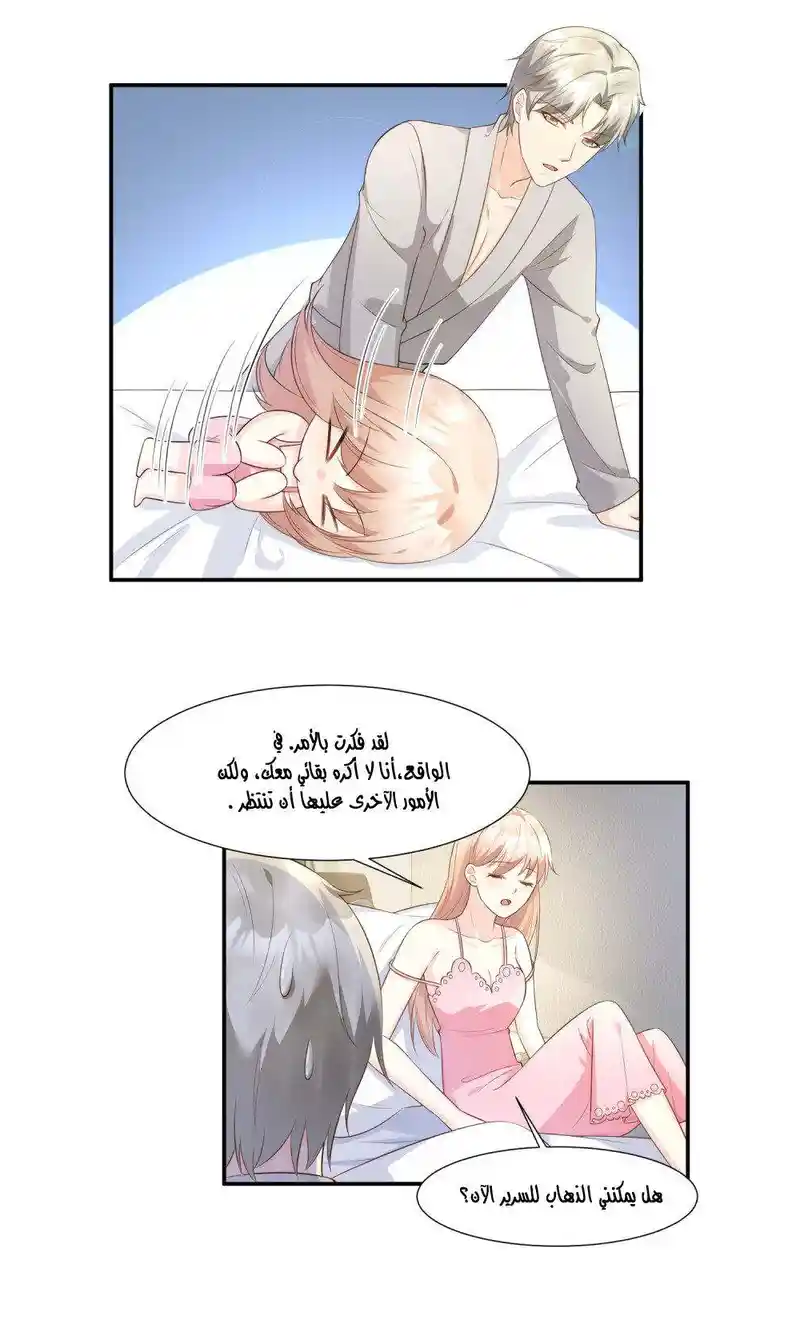 لقد فكرت بالأمر. في
الواقع،أنا لا أكره بقائي معك، ولكن
الأمور الآخرى عليها أن تنتظر .
هل يمكنني الذهاب للسرير الآن؟